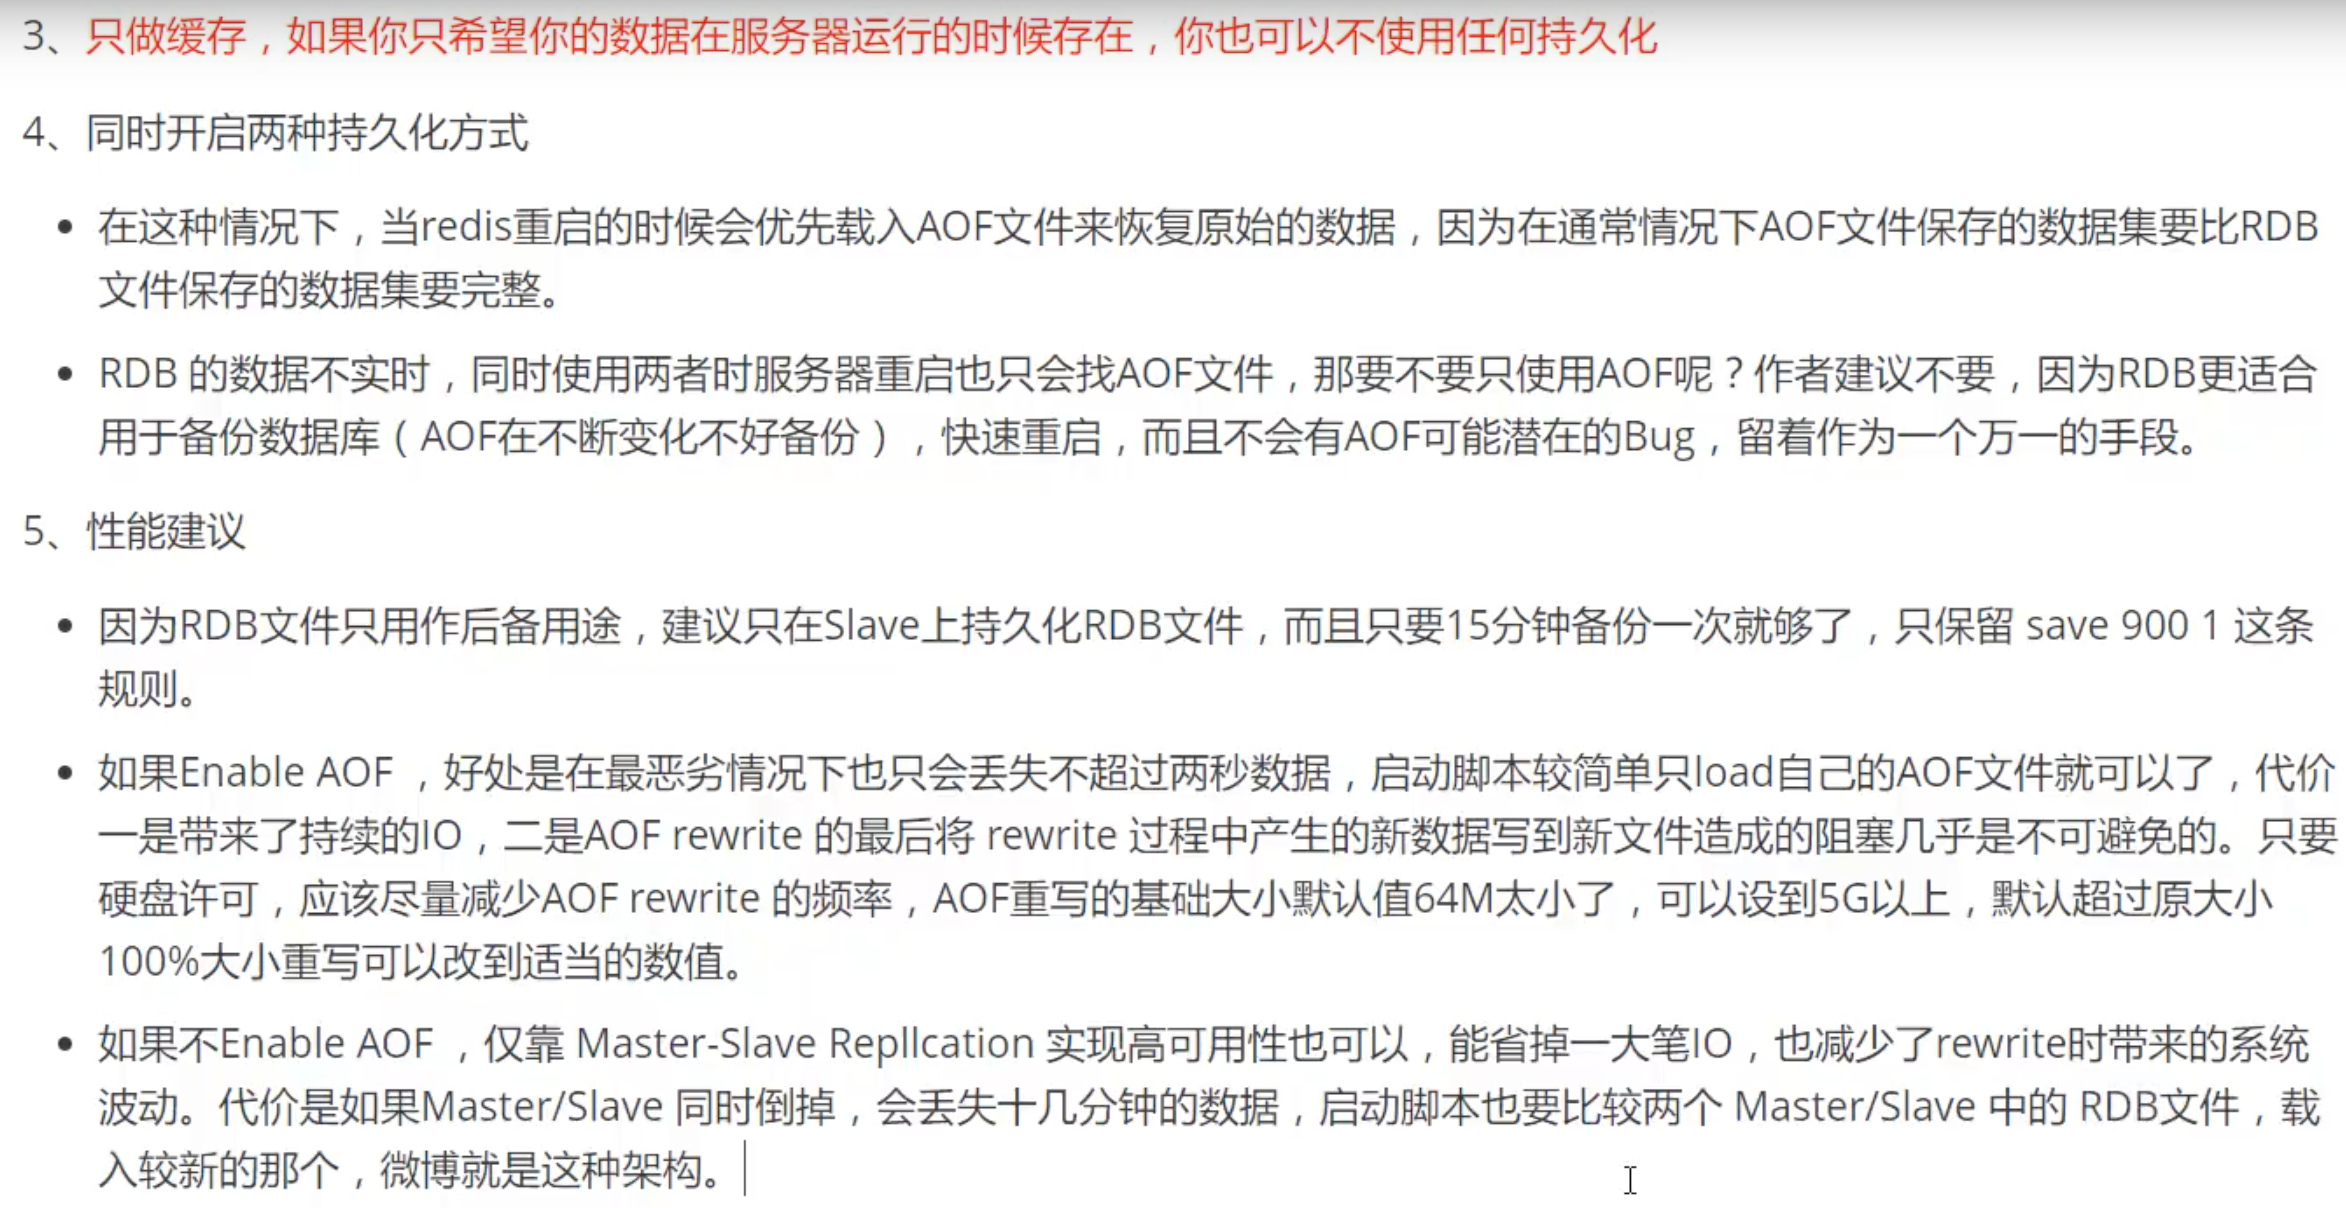 3、只做缓存，如果你只希望你的数据在服务器运行的时候存在，你也可以不使用任何持久化
4、同时开启两种持久化方式
• 在这种情况下，当redis重启的时候会优先载入AOF文件来恢复原始的数据，因为在通常情况下AOF文件保存的数据集要比RDB
文件保存的数据集要完整。
• RDB 的数据不实时，同时使用两者时服务器重启也只会找AOF文件，那要不要只使用AOF呢？作者建议不要，因为RDB更适合
用于备份数据库（AOF在不断变化不好备份），快速重启，而且不会有AOF可能潜在的Bug，留着作为一个万一的手段。
5、性能建议
• 因为RDB文件只用作后备用途，建议只在Slave上持久化RDB文件，而且只要15分钟备份一次就够了，只保留 save 900 1 这条
规则。
• 如果Enable AOF ，好处是在最恶劣情况下也只会丢失不超过两秒数据，启动脚本较简单只load自己的AOF文件就可以了，代价
一是带来了持续的IO，二是AOF rewrite 的最后将 rewrite 过程中产生的新数据写到新文件造成的阻塞几乎是不可避免的。只要
硬盘许可，应该尽量减少AOF rewrite 的频率，AOF重写的基础大小默认值64M太小了，可以设到5G以上，默认超过原大小
100%大小重写可以改到适当的数值。
• 如果不Enable AOF ，仅靠 Master-Slave Repllcation 实现高可用性也可以，能省掉一大笔IO，也减少了rewrite时带来的系统
波动。代价是如果Master/Slave 同时倒掉，会丢失十几分钟的数据，启动脚本也要比较两个 Master/Slave 中的 RDB文件，载
入较新的那个，微博就是这种架构。